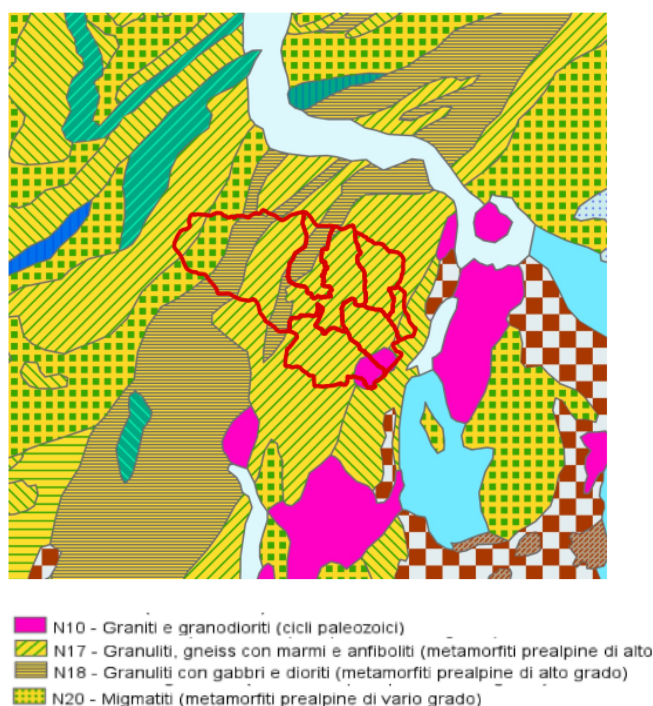 N10 - Graniti e granodioriti (cicli paleozoici)
N17 - Granuliti, gneiss con marmi e anfiboliti (metamorfiti prealpine di alto
N18 - Granuliti con gabbri e dioriti (metamorfiti prealpine di alto grado)
N20 - Migmatiti (metamorfiti prealpine di vario grado)